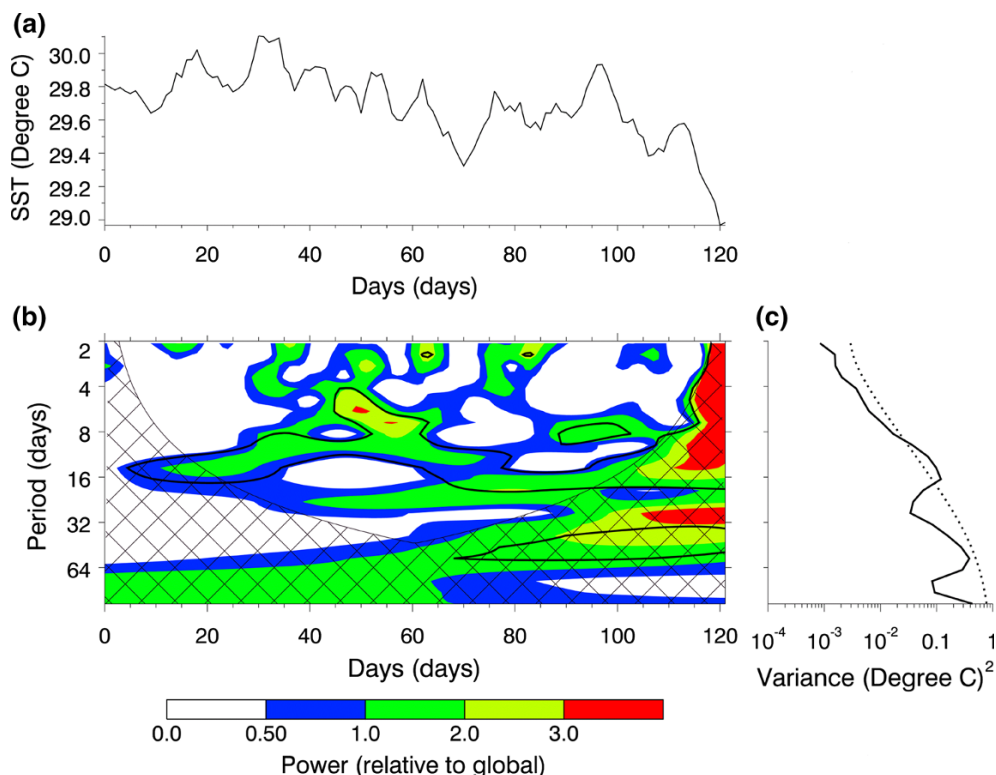 (a)
SST (Degree C)
30.0
29.8
29.6
29.4
29.2
29.0
0 20 40 60 80 100 120
Days (days)
(b)
(c)
Period (days)
2
4
8
16
32
64
0 20 40 60 80 100 120
Days (days)
10-4 10-3 10-2 0.1 1
Variance (Degree C)2
0.0 0.50 1.0 2.0 3.0
Power (relative to global)